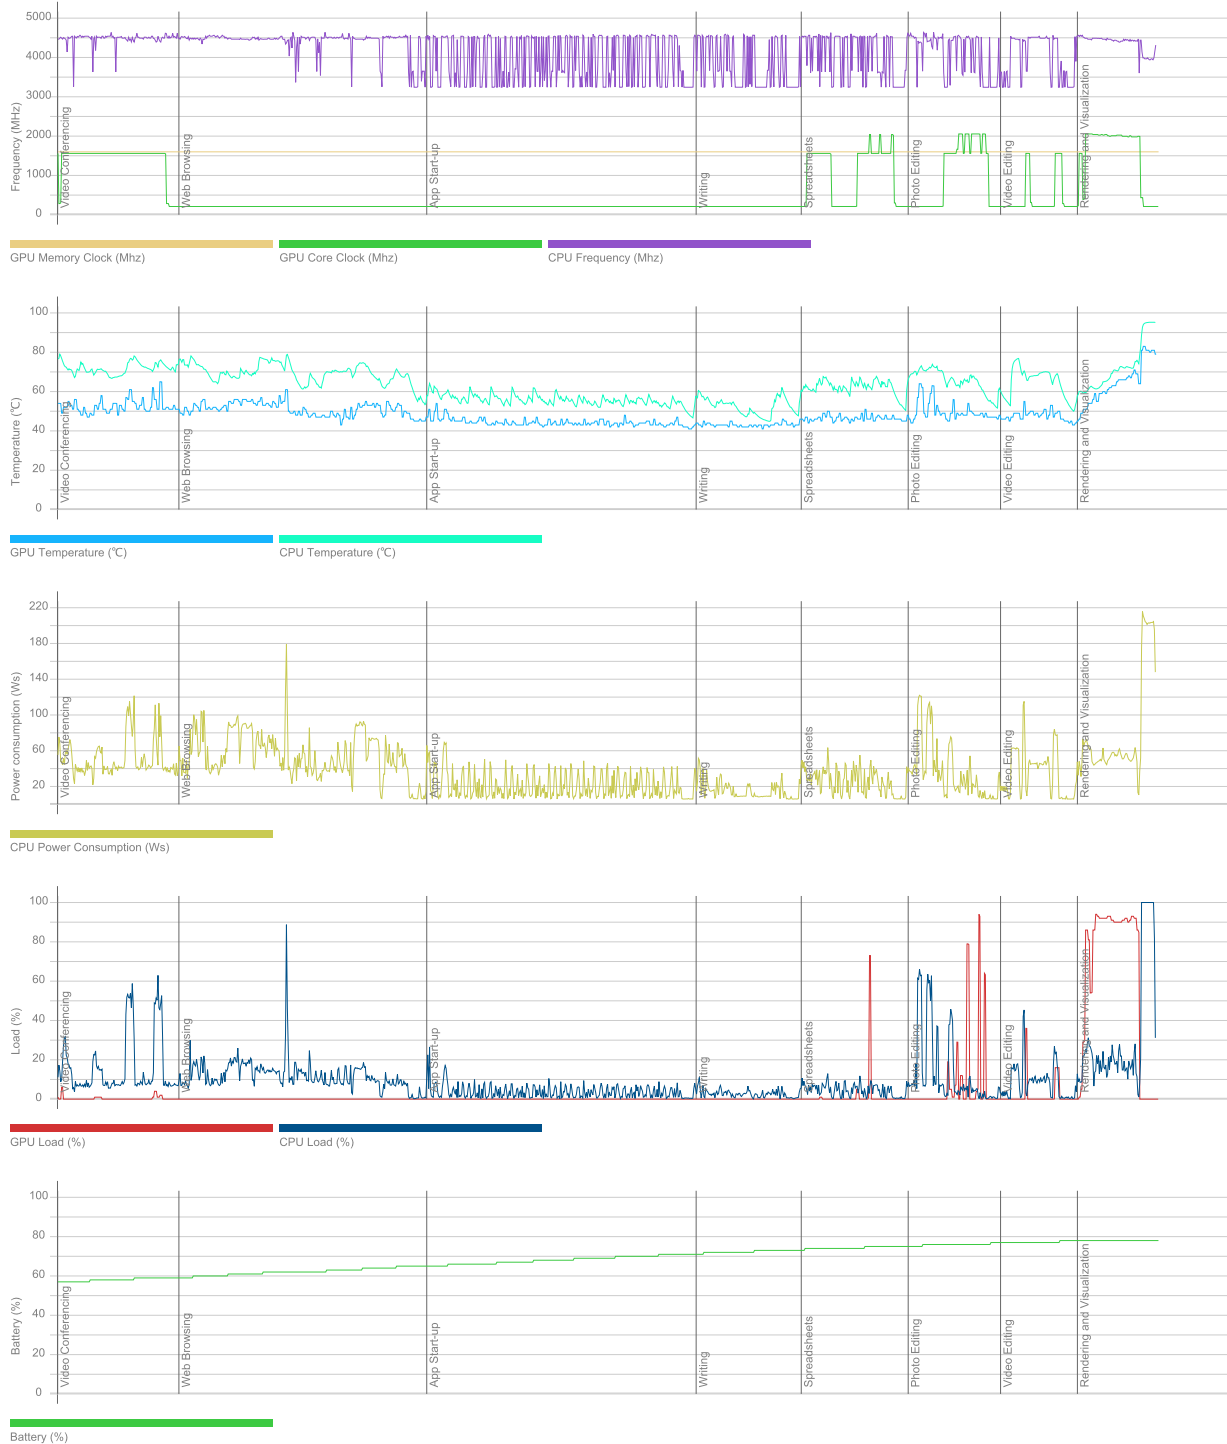 Frequency (MHz)
5000
4000
3000
2000
1000
0
Video Conferencing
Web Browsing
App Start-up
Writing
Spreadsheets
Photo Editing
Video Editing
Rendering and Visualization
GPU Memory Clock (Mhz)
GPU Core Clock (Mhz)
CPU Frequency (Mhz)
Temperature (°C)
100
80
60
40
20
0
Video Conferencing
Web Browsing
App Start-up
Writing
Spreadsheets
Photo Editing
Video Editing
Rendering and Visualization
GPU Temperature (°C)
CPU Temperature (°C)
Power consumption (Ws)
220
180
140
100
60
20
Video Conferencing
Web Browsing
App Start-up
Writing
Spreadsheets
Photo Editing
Video Editing
Rendering and Visualization
CPU Power Consumption (Ws)
Load (%)
100
80
60
40
20
0
Video Conferencing
Web Browsing
App Start-up
Writing
Spreadsheets
Photo Editing
Video Editing
Rendering and Visualization
GPU Load (%)
CPU Load (%)
Battery (%)
100
80
60
40
20
0
Video Conferencing
Web Browsing
App Start-up
Writing
Spreadsheets
Photo Editing
Video Editing
Rendering and Visualization
Battery (%)